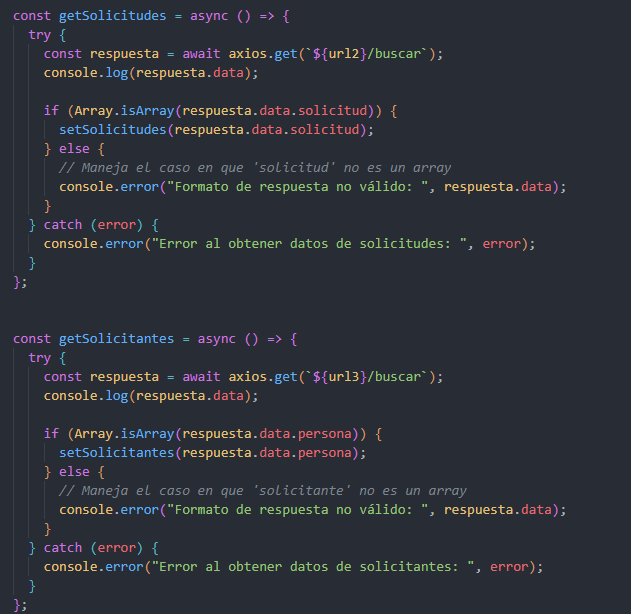 const getSolicitudes = async () => {
try {
const respuesta = await axios.get(`${url2}/buscar`);
console.log(respuesta.data);
if (Array.isArray(respuesta.data.solicitud)) {
setSolicitudes(respuesta.data.solicitud);
} else {
// Maneja el caso en que 'solicitud' no es un array
console.error("Formato de respuesta no válido: ", respuesta.data);
}
} catch (error) {
console.error("Error al obtener datos de solicitudes: ", error);
}
};
const getSolicitantes = async () => {
try {
const respuesta = await axios.get(`${url3}/buscar`);
console.log(respuesta.data);
if (Array.isArray(respuesta.data.persona)) {
setSolicitantes(respuesta.data.persona);
} else {
// Maneja el caso en que 'solicitante' no es un array
console.error("Formato de respuesta no válido: ", respuesta.data);
}
} catch (error) {
console.error("Error al obtener datos de solicitantes: ", error);
}
};